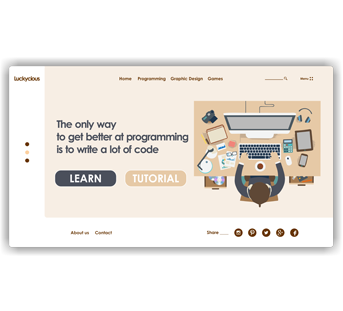 Luckycious
Home Programming Graphic Design Games
Menu
The only way
to get better at programming
is to write a lot of code
LEARN TUTORIAL
About us Contact
Share